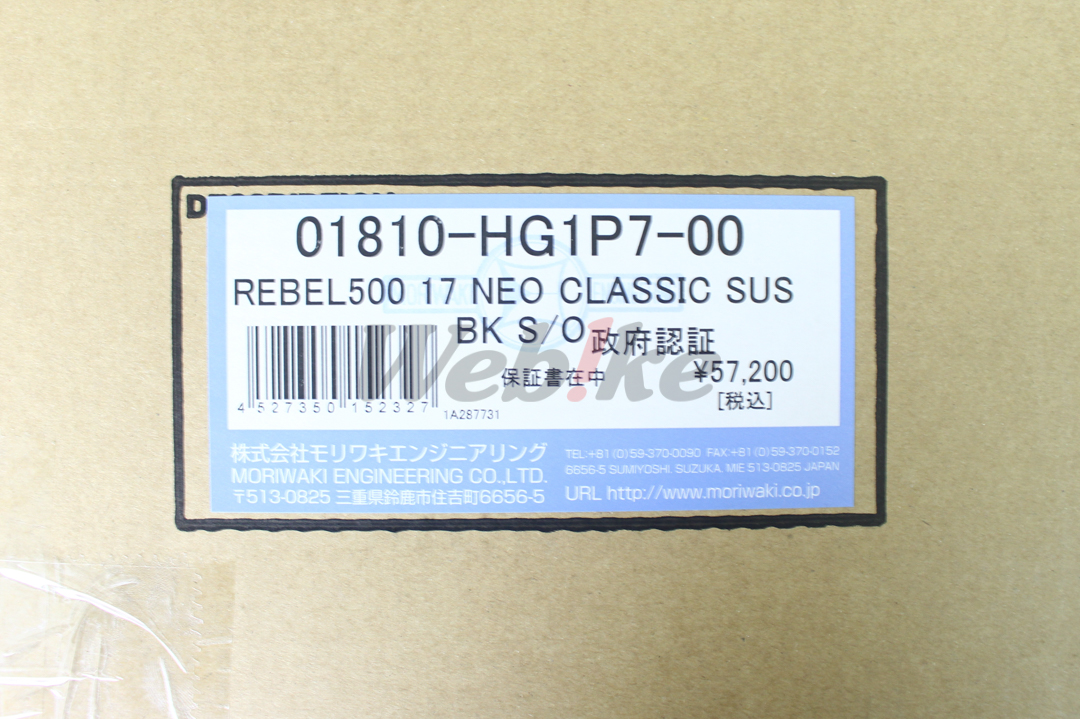 DESCRIPTION
01810-HG1P7-00
REBEL500 17 NEO CLASSIC SUS
BK S/O 政府認証
保証書在中 ¥57,200
[税込]
4 527350 152327 1A287731
Webike
株式会社モリワキエンジニアリング
MORIWAKI ENGINEERING CO.,LTD.
〒513-0825 三重県鈴鹿市住吉町6656-5
TEL:+81 (0)59-370-0090 FAX:+81 (0)59-370-0152
6656-5 SUMIYOSHI, SUZUKA, MIE 513-0825 JAPAN
URL http://www.moriwaki.co.jp